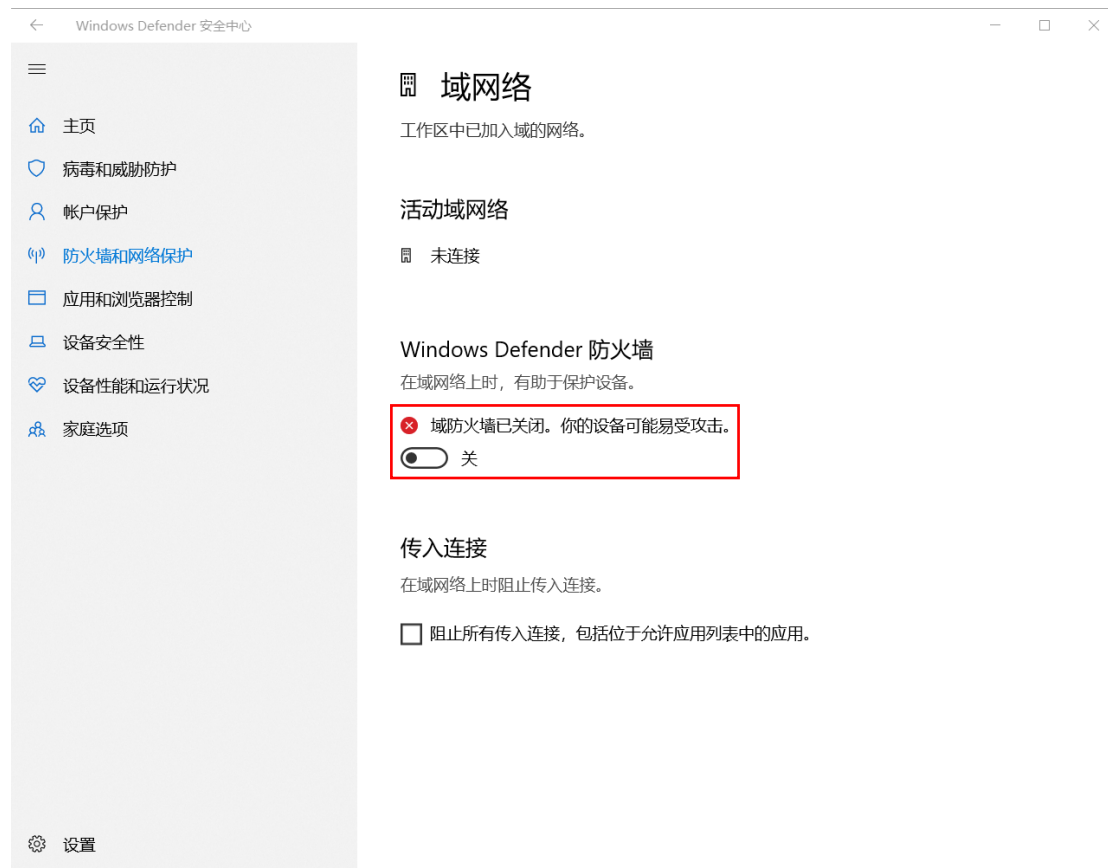 Windows Defender 安全中心
主页
病毒和威胁防护
帐户保护
防火墙和网络保护
应用和浏览器控制
设备安全性
设备性能和运行状况
家庭选项
设置
域网络
工作区中已加入域的网络。
活动域网络
未连接
Windows Defender 防火墙
在域网络上时，有助于保护设备。
域防火墙已关闭。你的设备可能易受攻击。
关
传入连接
在域网络上时阻止传入连接。
阻止所有传入连接，包括位于允许应用列表中的应用。